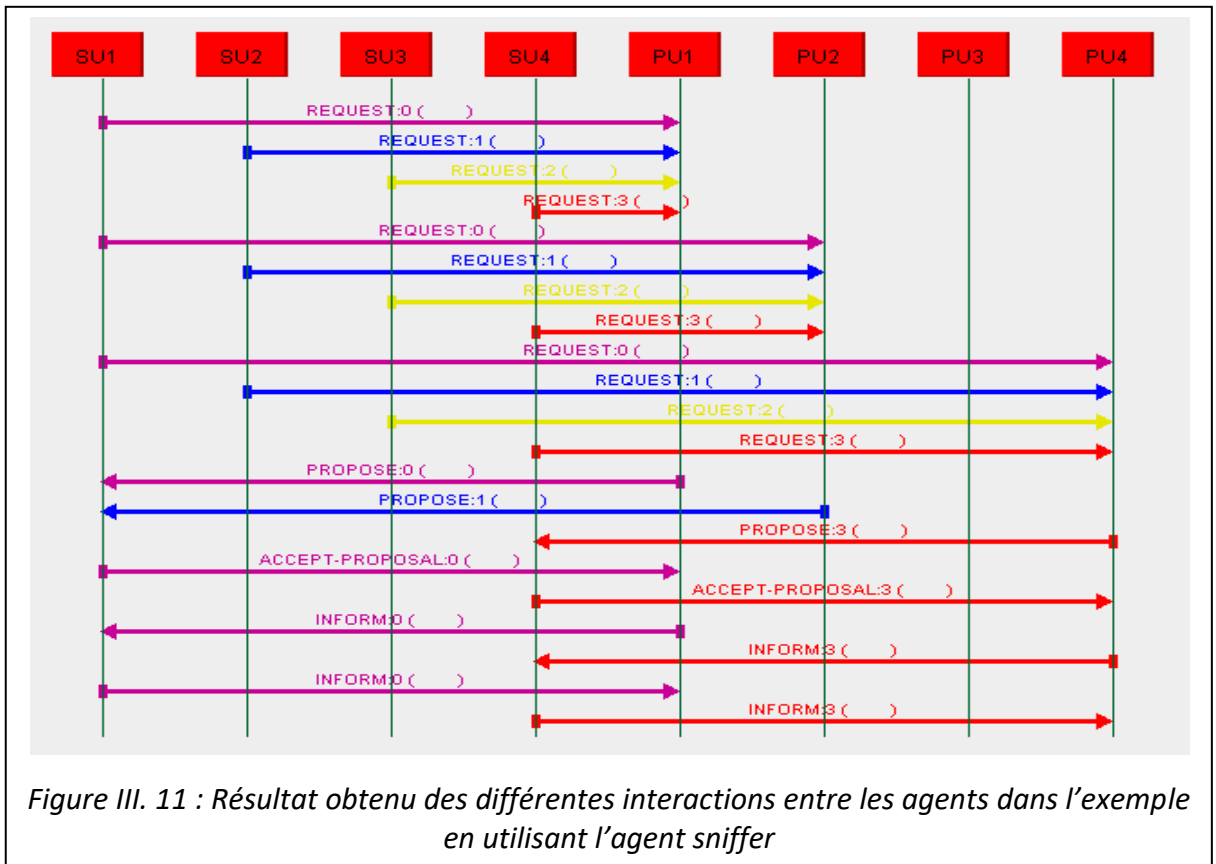 SU1 SU2 SU3 SU4 PU1 PU2 PU3 PU4
REQUEST:0 ( )
REQUEST:1 ( )
REQUEST:2 ( )
REQUEST:3 ( )
REQUEST:0 ( )
REQUEST:1 ( )
REQUEST:2 ( )
REQUEST:3 ( )
REQUEST:0 ( )
REQUEST:1 ( )
REQUEST:2 ( )
REQUEST:3 ( )
PROPOSE:0 ( )
PROPOSE:1 ( )
PROPOSE:3 ( )
ACCEPT-PROPOSAL:0 ( )
ACCEPT-PROPOSAL:3 ( )
INFORM:0 ( )
INFORM:3 ( )
INFORM:0 ( )
INFORM:3 ( )
Figure III. 11 : Résultat obtenu des différentes interactions entre les agents dans l’exemple
en utilisant l’agent sniffer